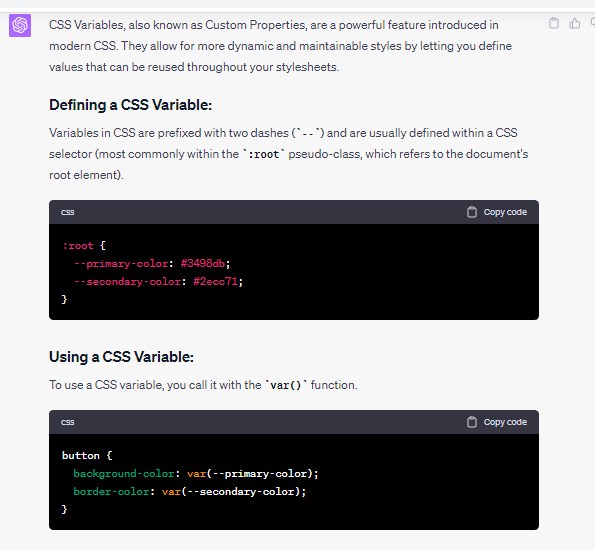 CSS Variables, also known as Custom Properties, are a powerful feature introduced in
modern CSS. They allow for more dynamic and maintainable styles by letting you define
values that can be reused throughout your stylesheets.
Defining a CSS Variable:
Variables in CSS are prefixed with two dashes (`--`) and are usually defined within a CSS
selector (most commonly within the `:root` pseudo-class, which refers to the document's
root element).
css Copy code
:root {
  --primary-color: #3498db;
  --secondary-color: #2ecc71;
}
Using a CSS Variable:
To use a CSS variable, you call it with the `var()` function.
css Copy code
button {
  background-color: var(--primary-color);
  border-color: var(--secondary-color);
}